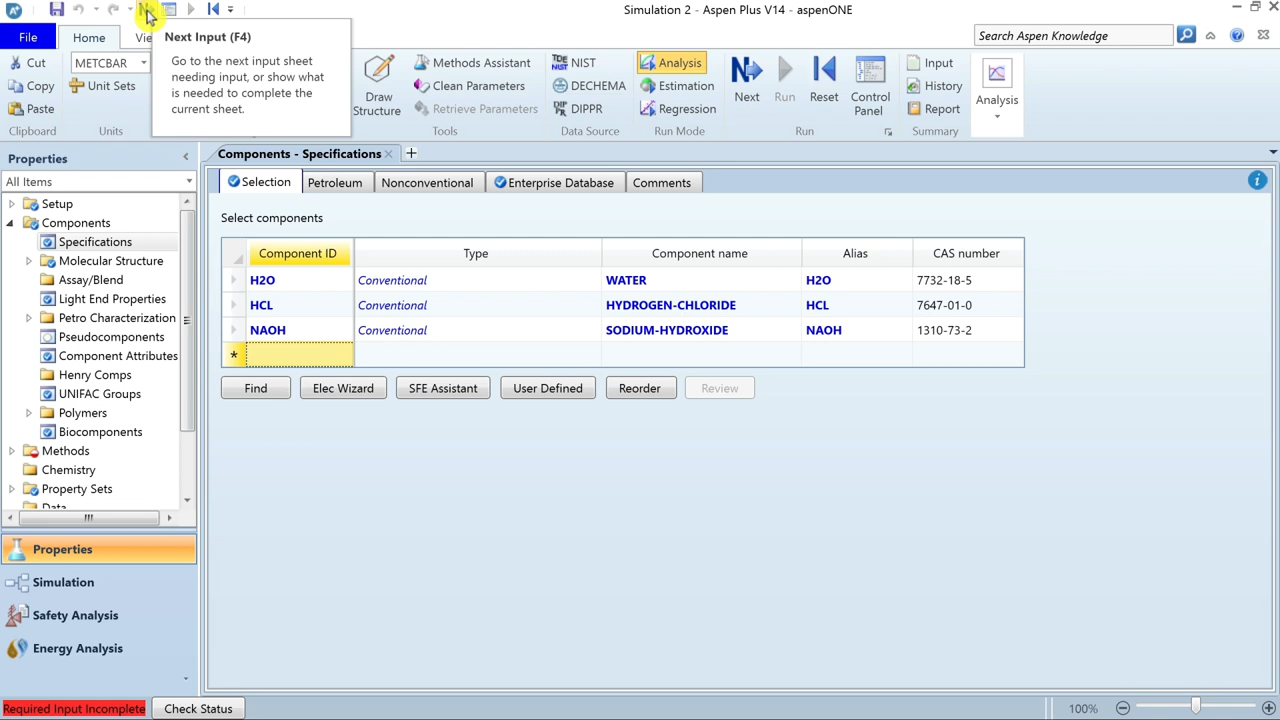 Simulation 2 - Aspen Plus V14 - aspenONE
File
Home
Search Aspen Knowledge
Next Input (F4)
Go to the next input sheet
needing input, or show what
is needed to complete the
current sheet.
Cut
Copy
Paste
Clipboard
METCBAR
Unit Sets
Units
Draw
Structure
Methods Assistant
Clean Parameters
Retrieve Parameters
Tools
NIST
DECHEMA
DIPPR
Data Source
Analysis
Estimation
Regression
Run Mode
Next
Run
Reset
Control
Panel
Run
Input
History
Report
Summary
Analysis
Properties
All Items
Setup
Components
Specifications
Molecular Structure
Assay/Blend
Light End Properties
Petro Characterization
Pseudocomponents
Component Attributes
Henry Comps
UNIFAC Groups
Polymers
Biocomponents
Methods
Chemistry
Property Sets
Data
Properties
Simulation
Safety Analysis
Energy Analysis
Components - Specifications
Selection
Petroleum
Nonconventional
Enterprise Database
Comments
Select components
Component ID Type Component name Alias CAS number
H2O Conventional WATER H2O 7732-18-5
HCL Conventional HYDROGEN-CHLORIDE HCL 7647-01-0
NAOH Conventional SODIUM-HYDROXIDE NAOH 1310-73-2
Find
Elec Wizard
SFE Assistant
User Defined
Reorder
Review
Required Input Incomplete
Check Status
100%